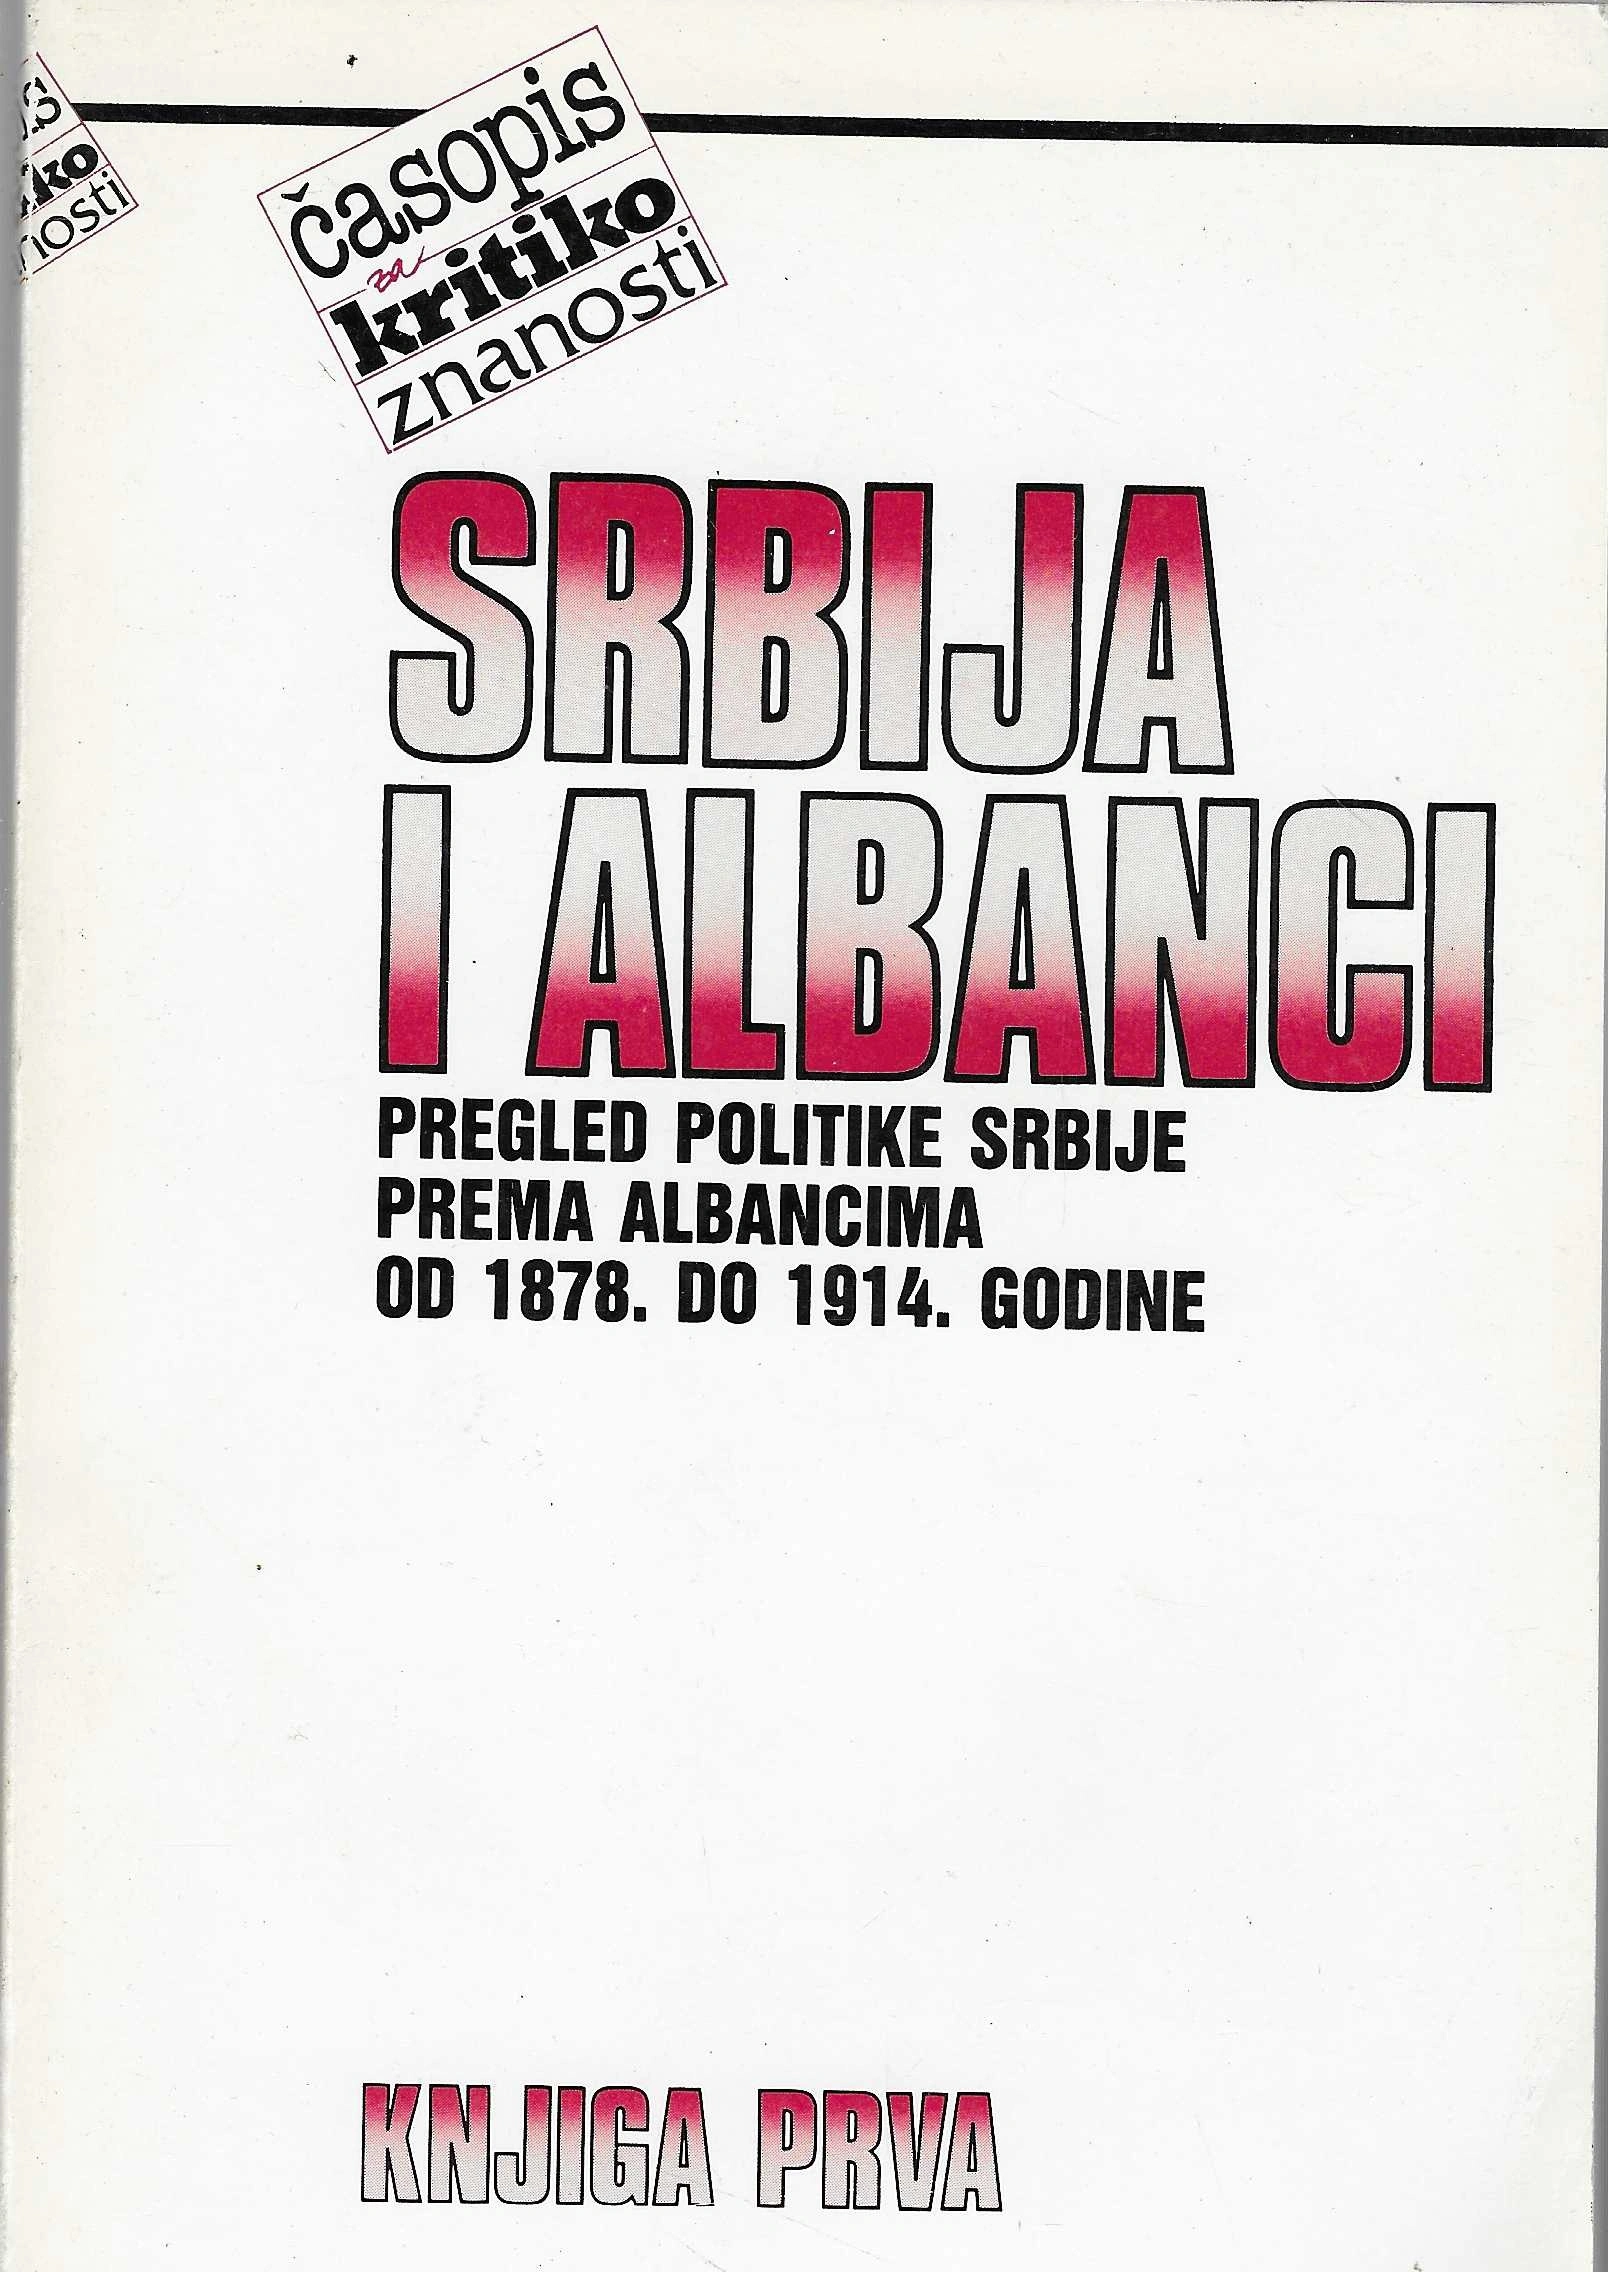 časopis
za
kritiko
znanosti
SRBIJA
I ALBANCI
PREGLED POLITIKE SRBIJE
PREMA ALBANCIMA
OD 1878. DO 1914. GODINE
KNJIGA PRVA